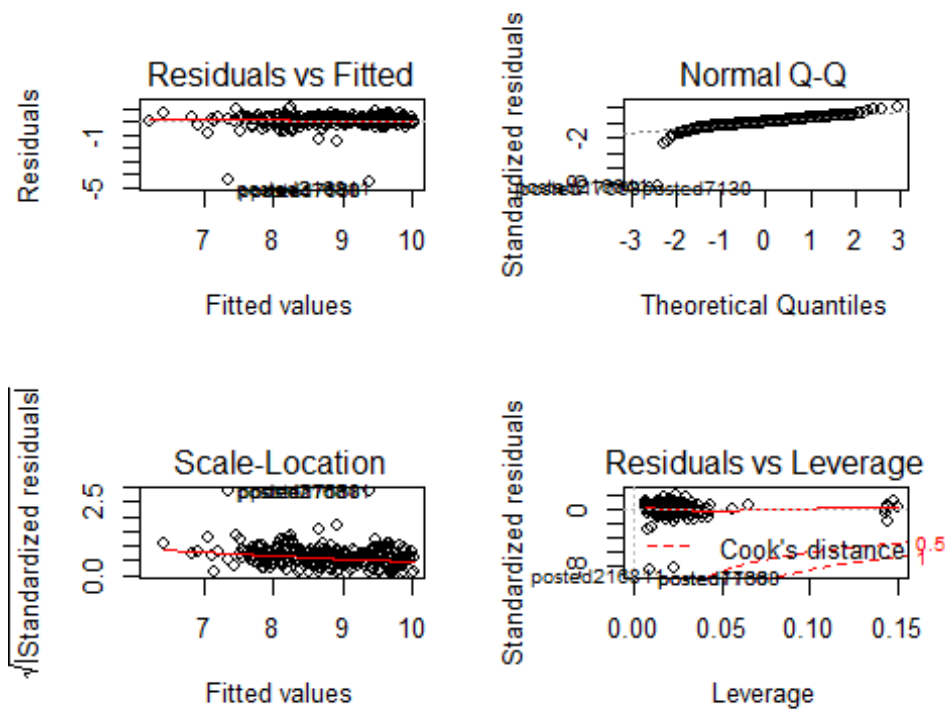 Residuals vs Fitted
Residuals
-1
-5
7 8 9 10
Fitted values
Normal Q-Q
Standardized residuals
-2
-8
posted7130
-3 -2 -1 0 1 2 3
Theoretical Quantiles
Scale-Location
√|Standardized residuals|
2.5
0.0
7 8 9 10
Fitted values
Residuals vs Leverage
Standardized residuals
0
-8
Cook's distance
0.5
1
0.00 0.05 0.10 0.15
Leverage